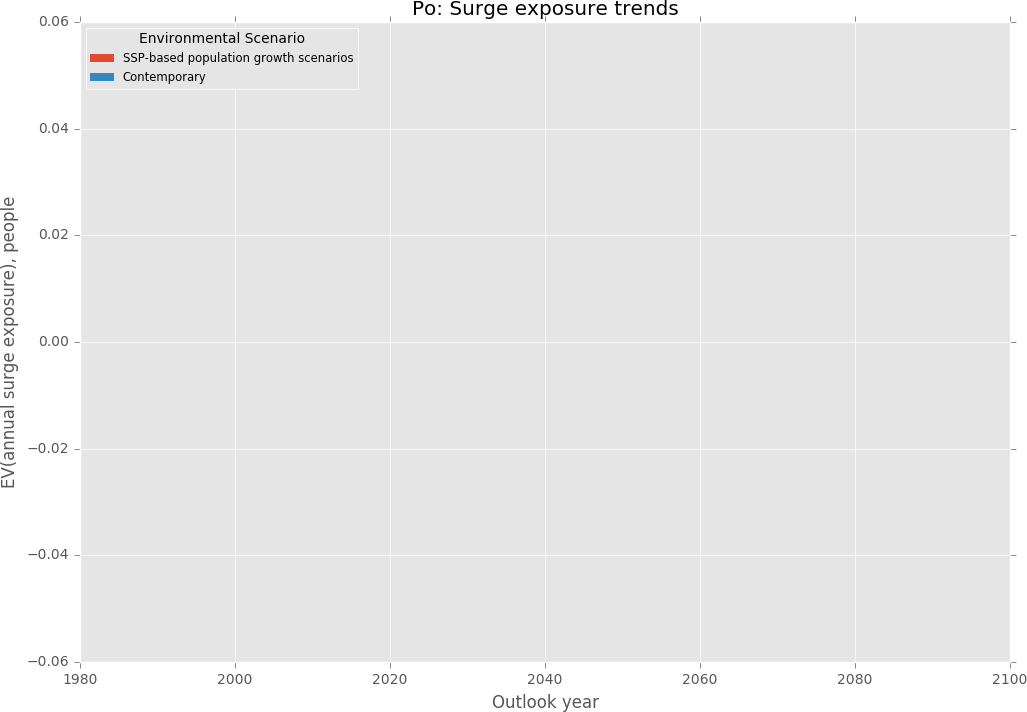 Po: Surge exposure trends
Environmental Scenario
SSP-based population growth scenarios
Contemporary
EV(annual surge exposure), people
0.06
0.04
0.02
0.00
−0.02
−0.04
−0.06
1980 2000 2020 2040 2060 2080 2100
Outlook year